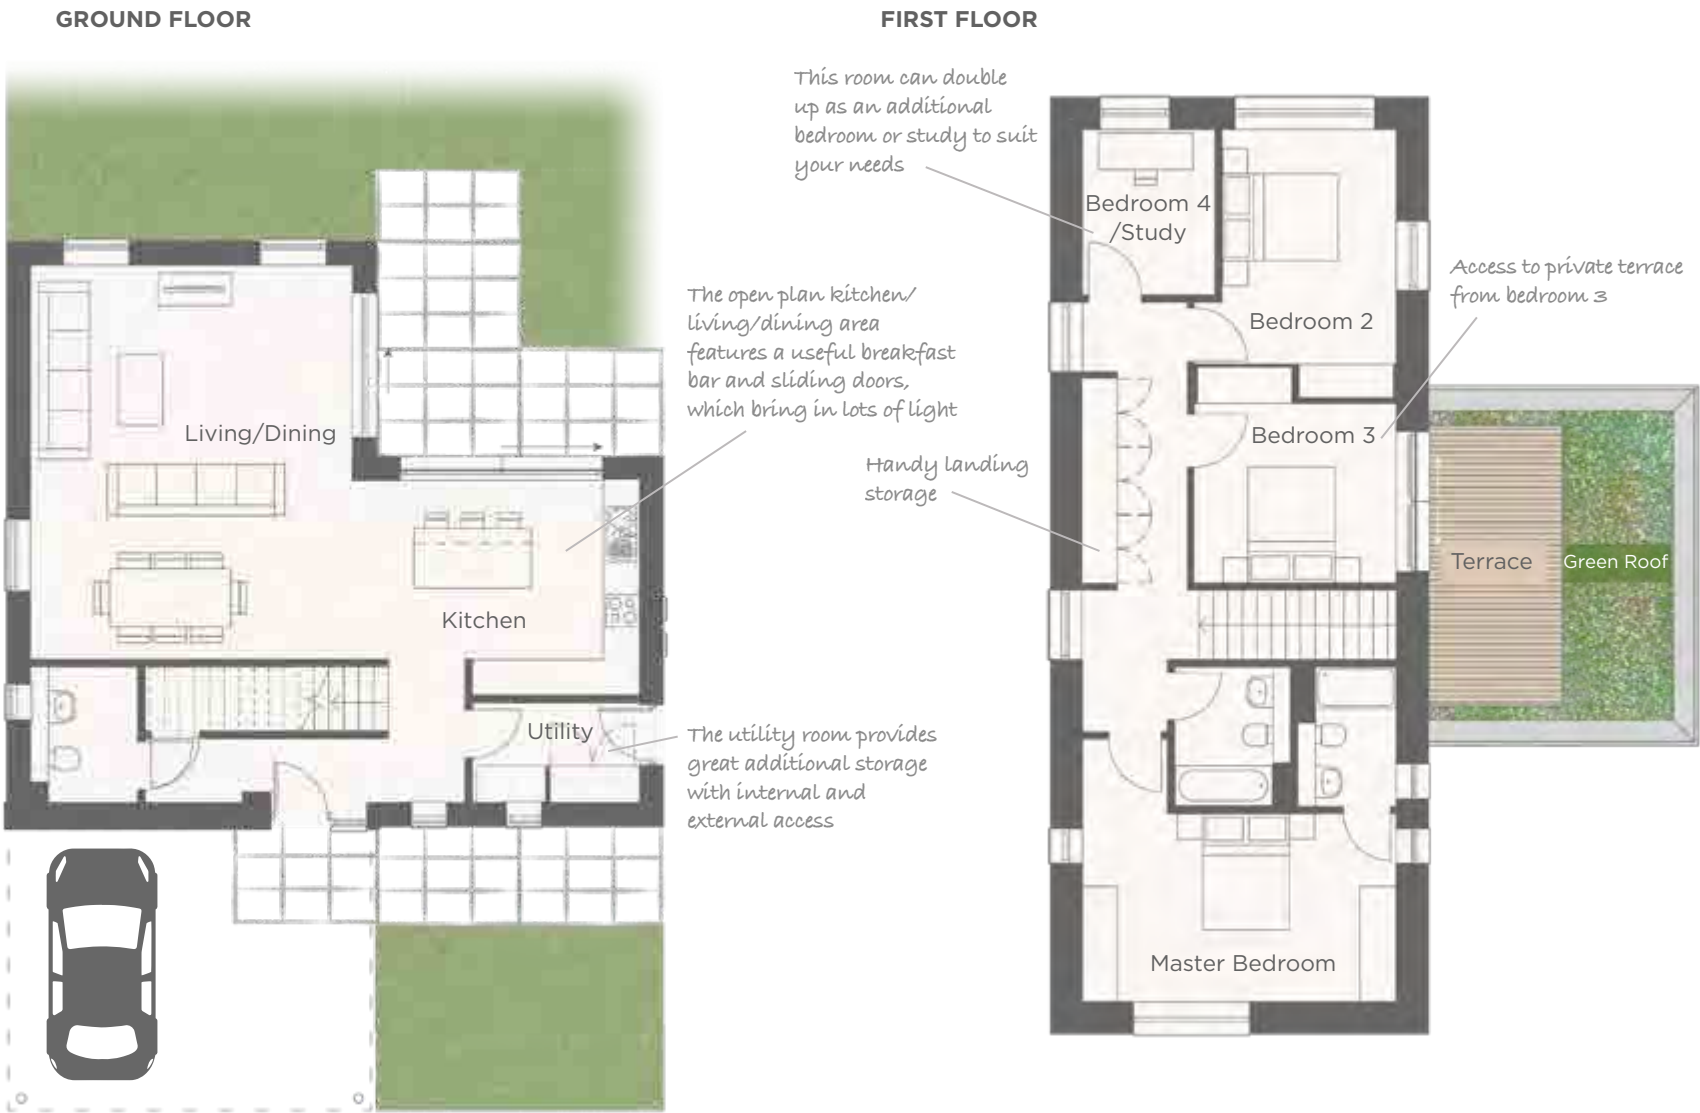 GROUND FLOOR
FIRST FLOOR
This room can double
up as an additional
bedroom or study to suit
your needs
Bedroom 4
/Study
Bedroom 2
Access to private terrace
from bedroom 3
The open plan kitchen/
living/dining area
features a useful breakfast
bar and sliding doors,
which bring in lots of light
Living/Dining
Bedroom 3
Handy landing
storage
Terrace
Green Roof
Kitchen
Utility
The utility room provides
great additional storage
with internal and
external access
Master Bedroom